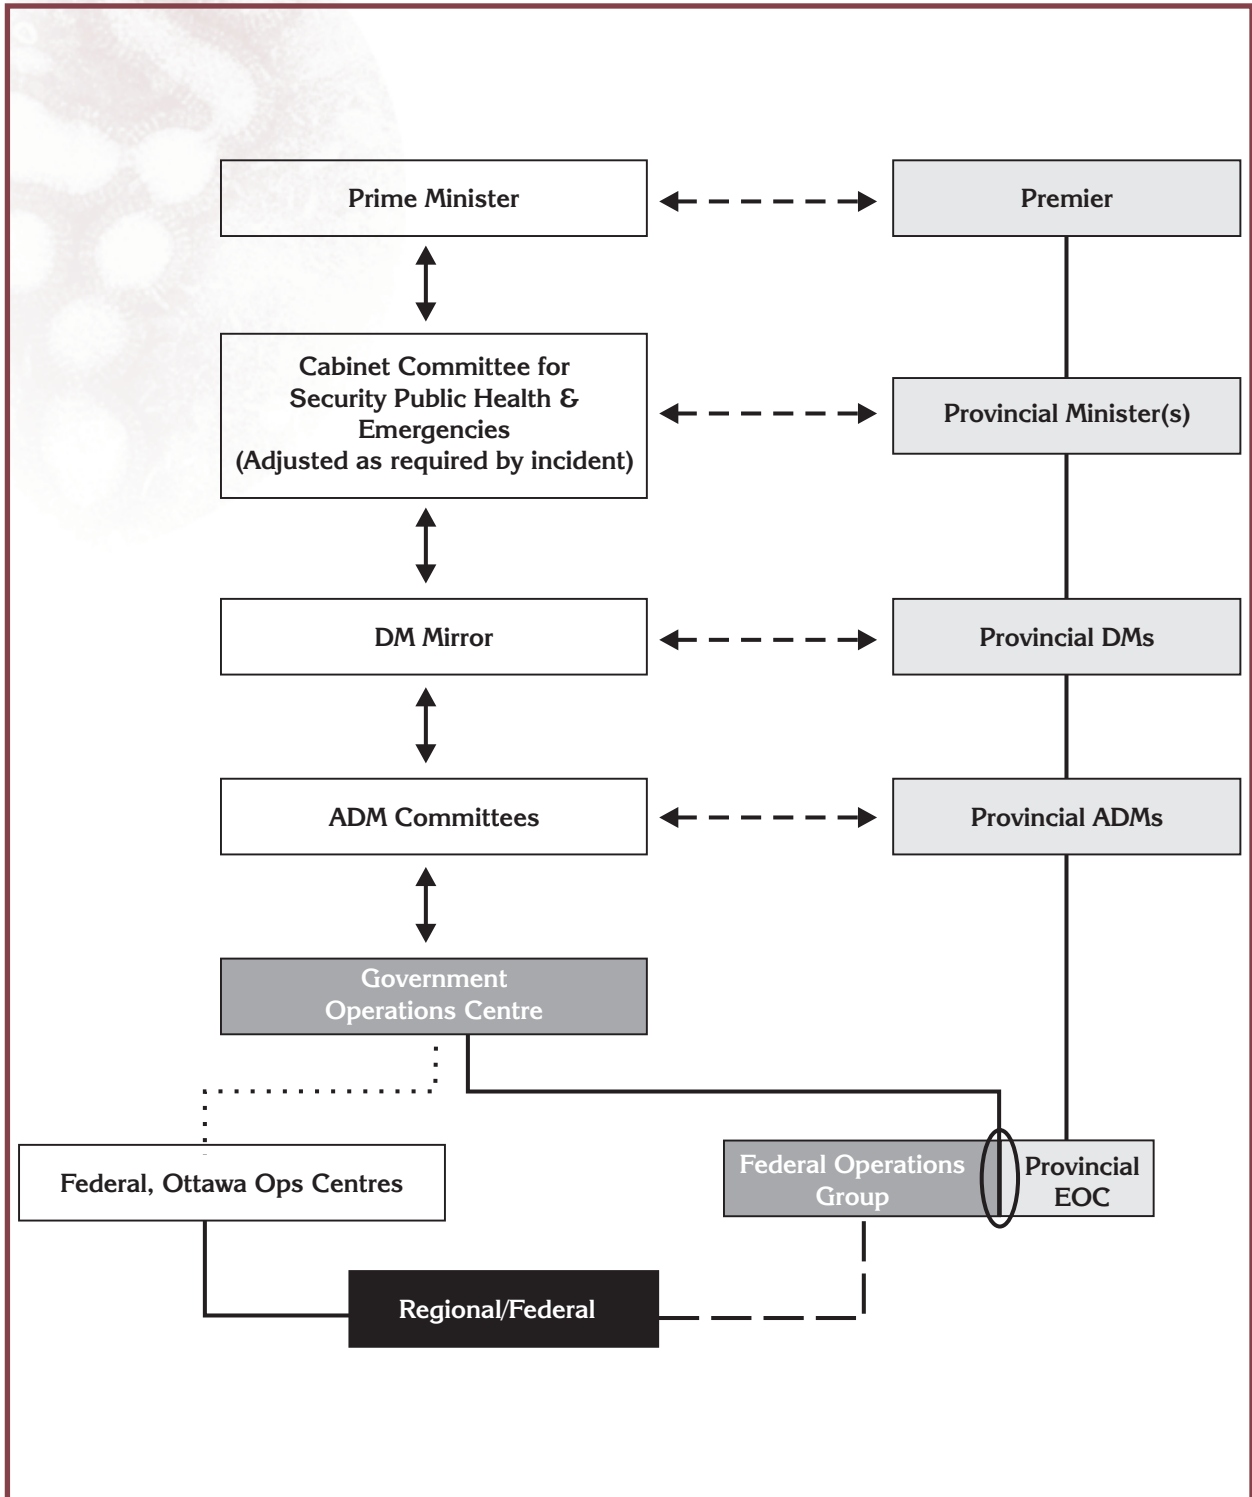 Prime Minister
Premier
Cabinet Committee for
Security Public Health &
Emergencies
(Adjusted as required by incident)
Provincial Minister(s)
DM Mirror
Provincial DMs
ADM Committees
Provincial ADMs
Government
Operations Centre
Federal, Ottawa Ops Centres
Federal Operations
Group
Provincial
EOC
Regional/Federal